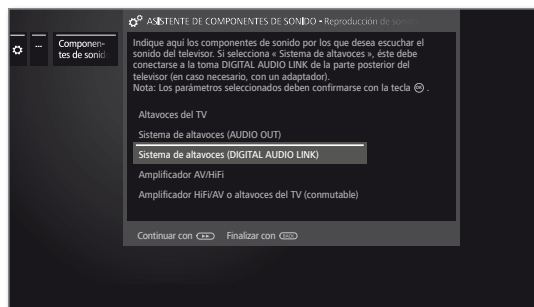 ASISTENTE DE COMPONENTES DE SONIDO • Reproducción de sonido
...
Componen-
tes de sonid
Indique aquí los componentes de sonido por los que desea escuchar el
sonido del televisor. Si selecciona « Sistema de altavoces », éste debe
conectarse a la toma DIGITAL AUDIO LINK de la parte posterior del
televisor (en caso necesario, con un adaptador).
Nota: Los parámetros seleccionados deben confirmarse con la tecla OK .
Altavoces del TV
Sistema de altavoces (AUDIO OUT)
Sistema de altavoces (DIGITAL AUDIO LINK)
Amplificador AV/HiFi
Amplificador HiFi/AV o altavoces del TV (conmutable)
Continuar con Finalizar con BACK